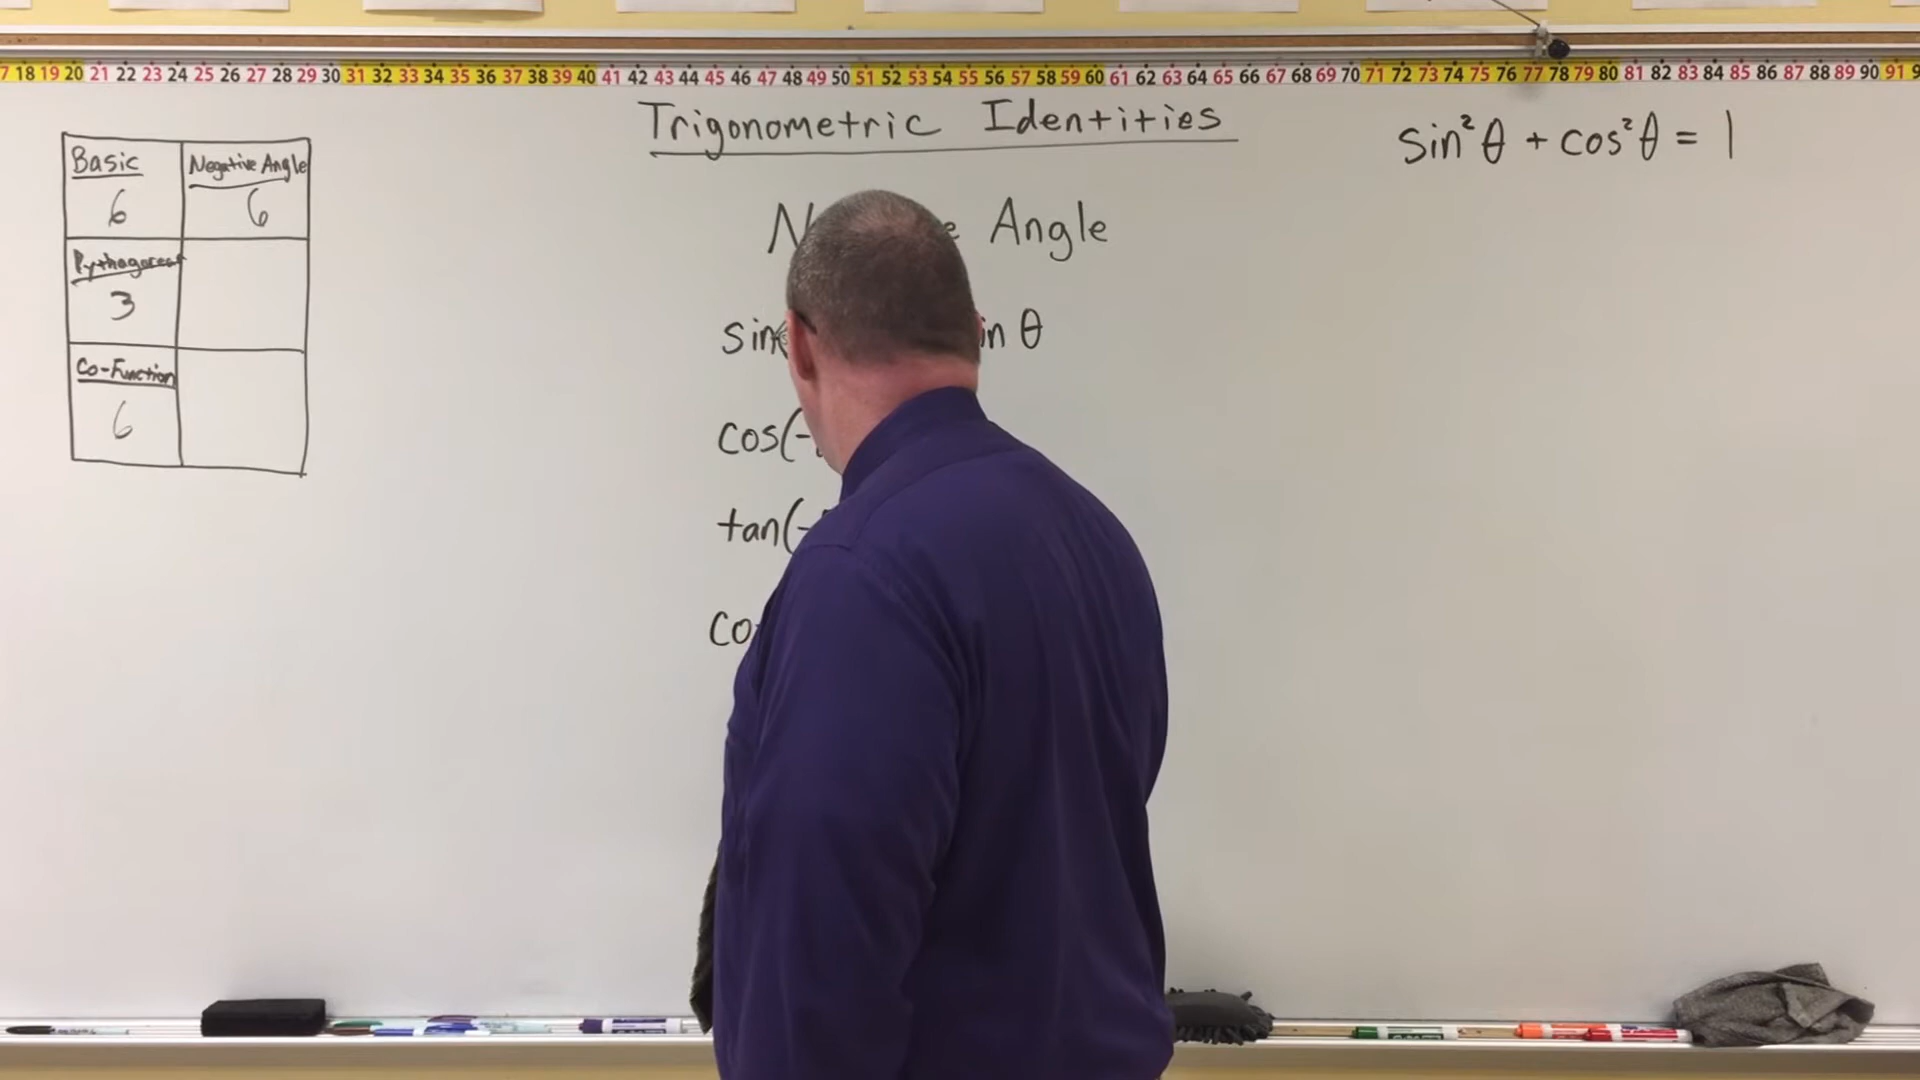 7 18 19 20 21 22 23 24 25 26 27 28 29 30 31 32 33 34 35 36 37 38 39 40 41 42 43 44 45 46 47 48 49 50 51 52 53 54 55 56 57 58 59 60 61 62 63 64 65 66 67 68 69 70 71 72 73 74 75 76 77 78 79 80 81 82 83 84 85 86 87 88 89 90 91 9
Trigonometric Identities
sin²θ + cos²θ = 1
Basic
6
Negative Angle
6
Pythagorean
3
Co-Function
6
Angle
sin( in θ
cos(-
tan(-
co